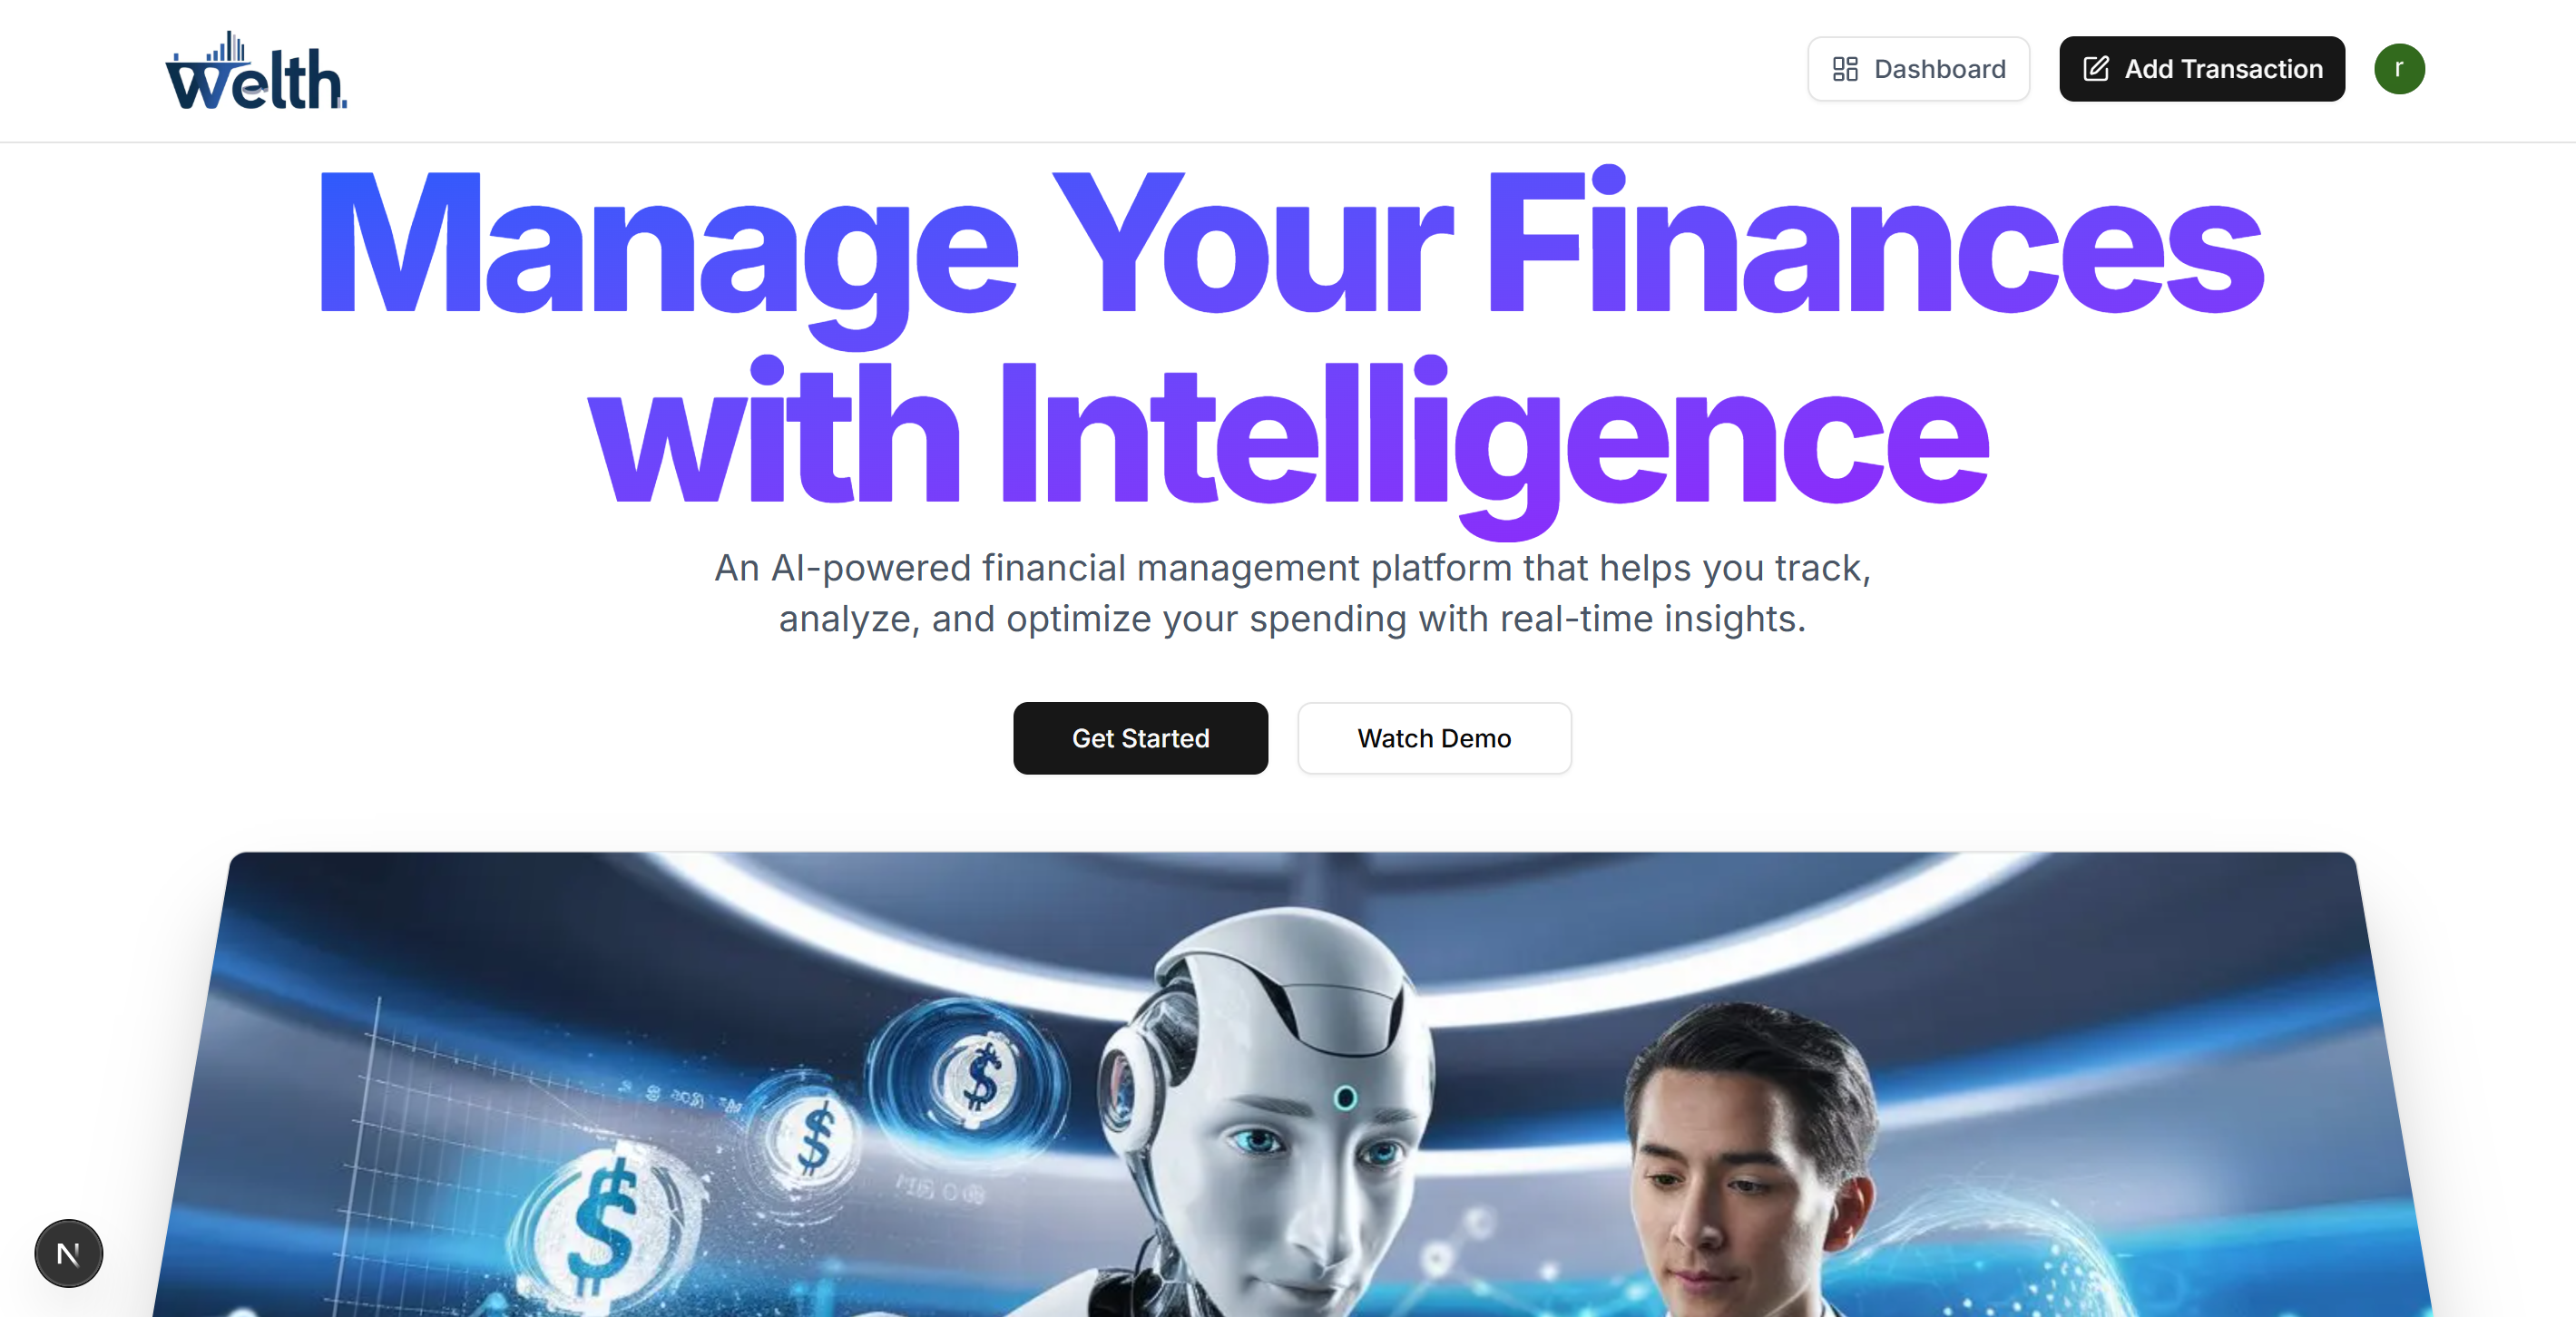 welth.
Dashboard
Add Transaction
r
Manage Your Finances
with Intelligence
An AI-powered financial management platform that helps you track,
analyze, and optimize your spending with real-time insights.
Get Started
Watch Demo
$
$
$
N